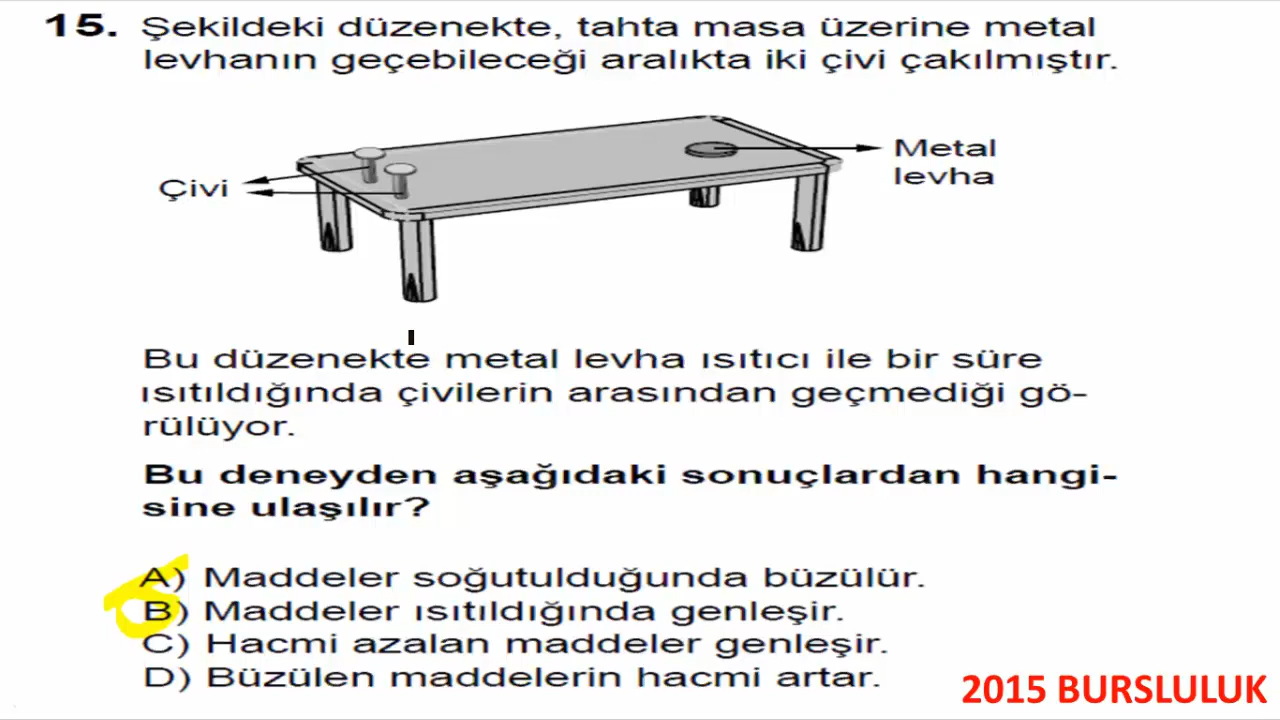 15. Şekildeki düzenekte, tahta masa üzerine metal
levhanın geçebileceği aralıkta iki çivi çakılmıştır.
Metal
levha
Çivi
Bu düzenekte metal levha ısıtıcı ile bir süre
ısıtıldığında çivilerin arasından geçmediği gö-
rülüyor.
Bu deneyden aşağıdaki sonuçlardan hangi-
sine ulaşılır?
A) Maddeler soğutulduğunda büzülür.
B) Maddeler ısıtıldığında genleşir.
C) Hacmi azalan maddeler genleşir.
D) Büzülen maddelerin hacmi artar.
2015 BURSLULUK